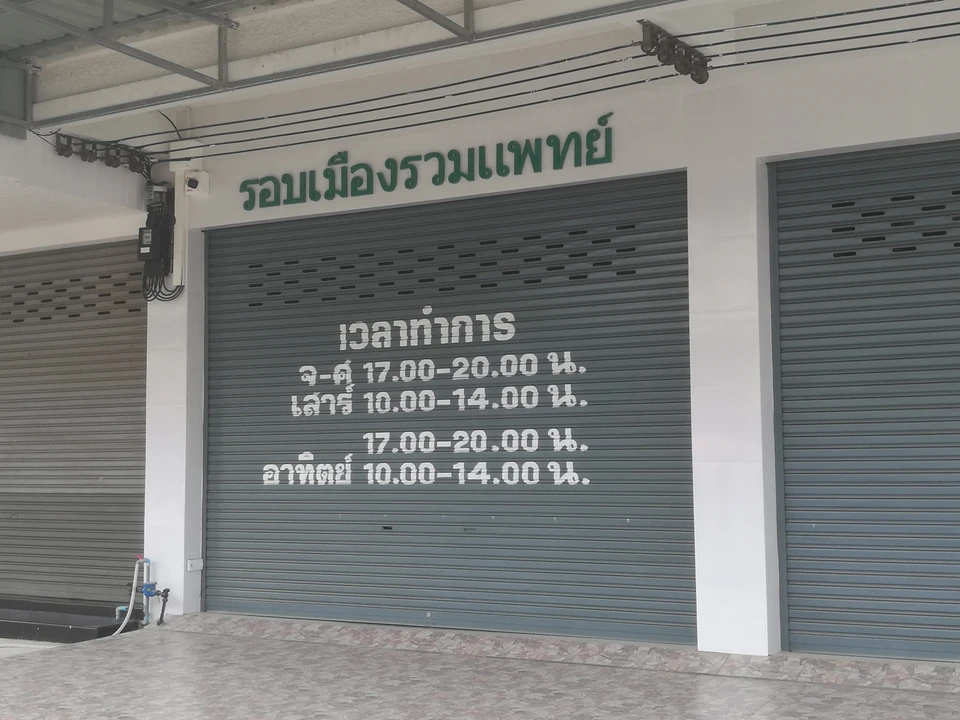 รอบเมืองรวมแพทย์
เวลาทำการ
จ-ศ 17.00-20.00 น.
เสาร์ 10.00-14.00 น.
17.00-20.00 น.
อาทิตย์ 10.00-14.00 น.